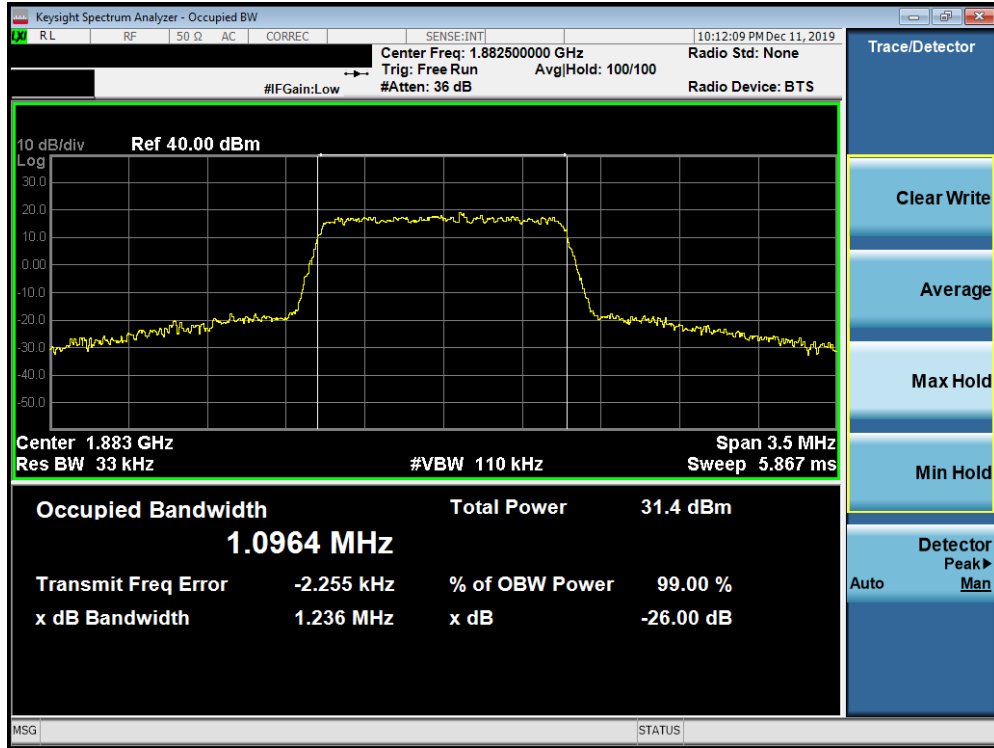 Keysight Spectrum Analyzer - Occupied BW
LXI RL RF 50 Ω AC CORREC SENSE:INT 10:12:09 PM Dec 11, 2019
Center Freq: 1.882500000 GHz Radio Std: None
Trig: Free Run Avg|Hold: 100/100
#IFGain:Low #Atten: 36 dB Radio Device: BTS
Trace/Detector
10 dB/div Ref 40.00 dBm
Log
30.0
20.0
10.0
0.00
-10.0
-20.0
-30.0
-40.0
-50.0
Center 1.883 GHz Span 3.5 MHz
Res BW 33 kHz #VBW 110 kHz Sweep 5.867 ms
Occupied Bandwidth Total Power 31.4 dBm
1.0964 MHz
Transmit Freq Error -2.255 kHz % of OBW Power 99.00 %
x dB Bandwidth 1.236 MHz x dB -26.00 dB
Clear Write
Average
Max Hold
Min Hold
Detector
Peak▶
Auto Man
MSG STATUS